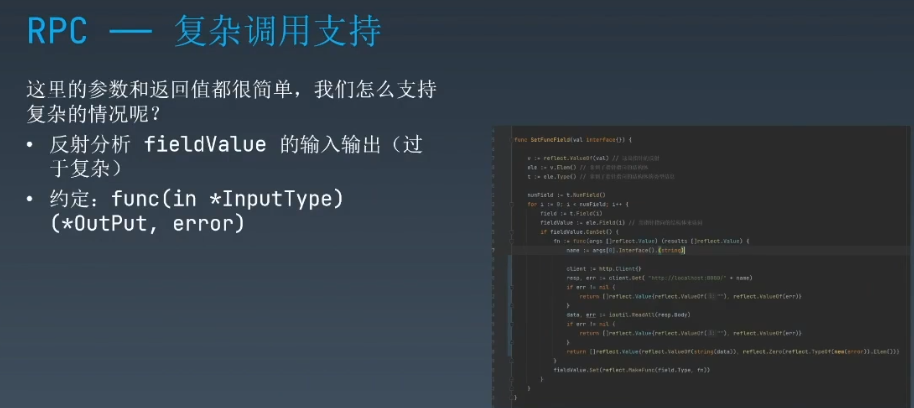 RPC — 复杂调用支持
这里的参数和返回值都很简单，我们怎么支持
复杂的情况呢？
• 反射分析 fieldValue 的输入输出（过
于复杂）
• 约定：func(in *InputType)
(*OutPut, error)
func SetFuncField(val interface{}) {
v := reflect.ValueOf(val) //
ele := v.Elem() //
t := ele.Type() //
numField := t.NumField()
for i := 0; i < numField; i++ {
field := t.Field(i)
fieldValue := ele.Field(i) //
if fieldValue.CanSet() {
fn := func(args []reflect.Value) (results []reflect.Value) {
name := args[0].Interface().(string)
client := http.Client{}
resp, err := client.Get("http://localhost:8080/" + name)
if err != nil {
return []reflect.Value{reflect.ValueOf(""), reflect.ValueOf(err)}
}
data, err := ioutil.ReadAll(resp.Body)
if err != nil {
return []reflect.Value{reflect.ValueOf(""), reflect.ValueOf(err)}
}
return []reflect.Value{reflect.ValueOf(string(data)), reflect.Zero(reflect.TypeOf(new(error)).Elem())}
}
fieldValue.Set(reflect.MakeFunc(field.Type, fn))
}
}
}